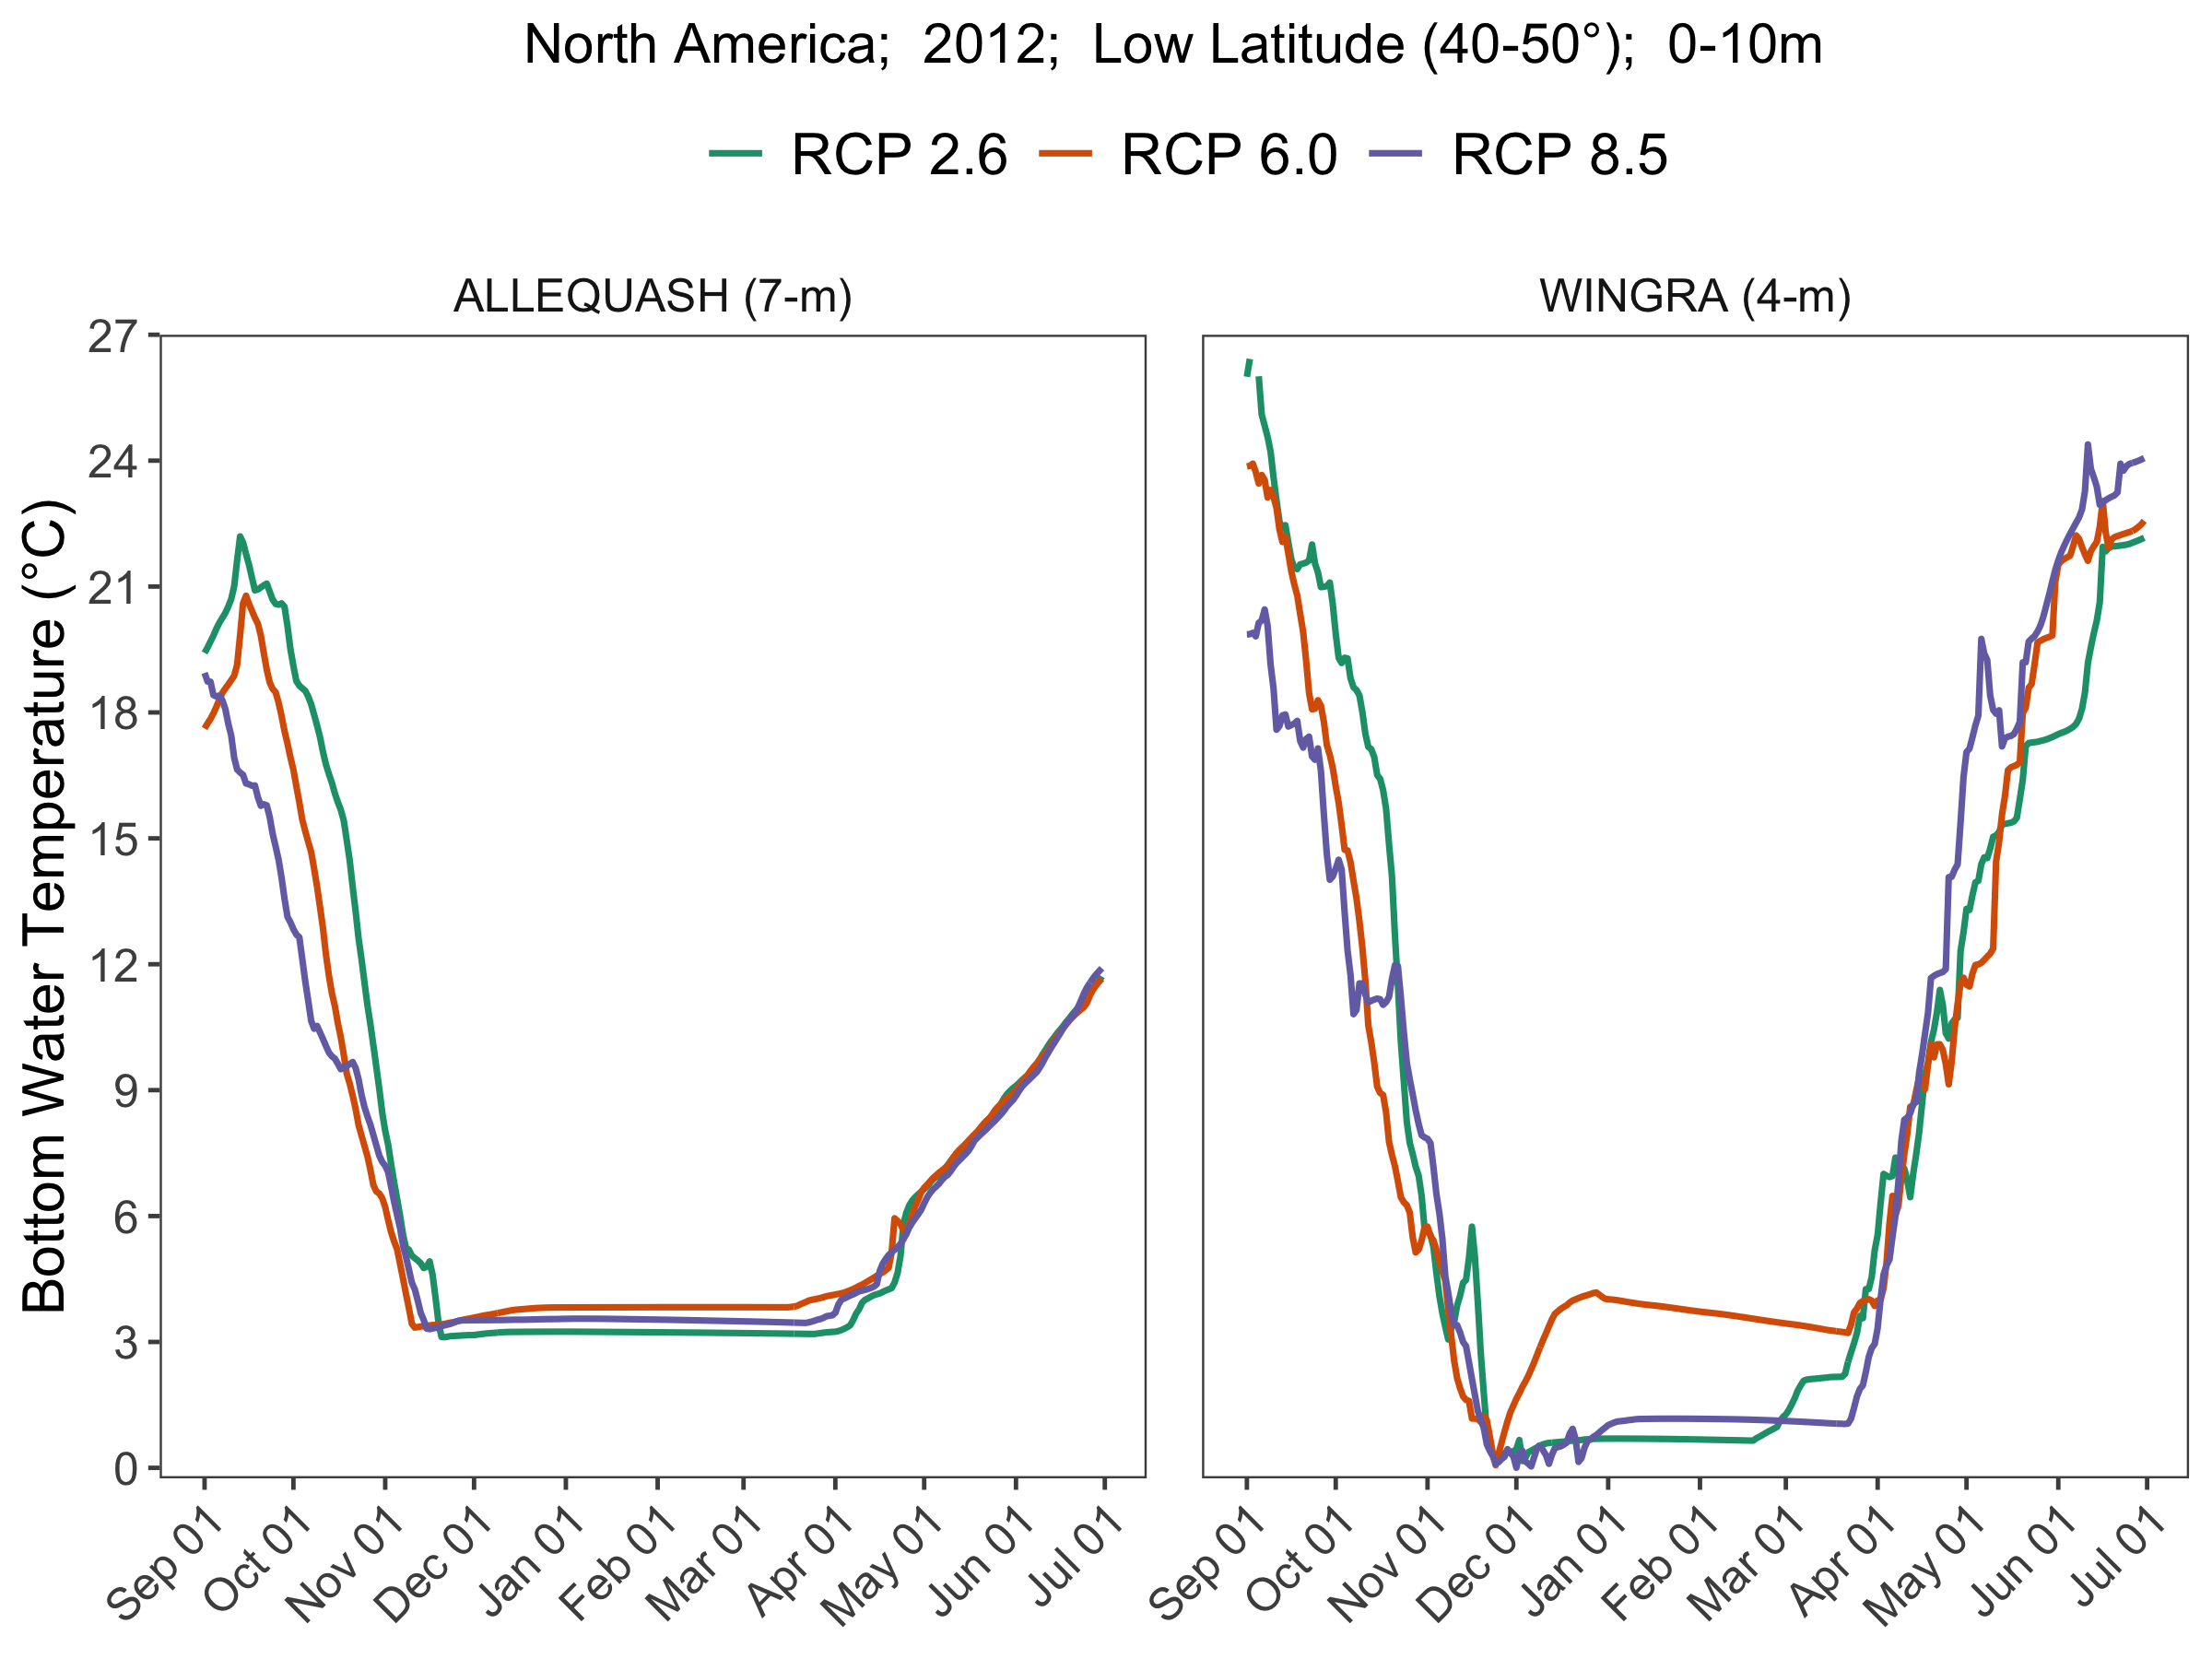 North America;  2012;  Low Latitude (40-50°);  0-10m
RCP 2.6 RCP 6.0 RCP 8.5
ALLEQUASH (7-m) WINGRA (4-m)
Bottom Water Temperature (°C)
27
24
21
18
15
12
9
6
3
0
Sep 01 Oct 01 Nov 01 Dec 01 Jan 01 Feb 01 Mar 01 Apr 01 May 01 Jun 01 Jul 01 Sep 01 Oct 01 Nov 01 Dec 01 Jan 01 Feb 01 Mar 01 Apr 01 May 01 Jun 01 Jul 01